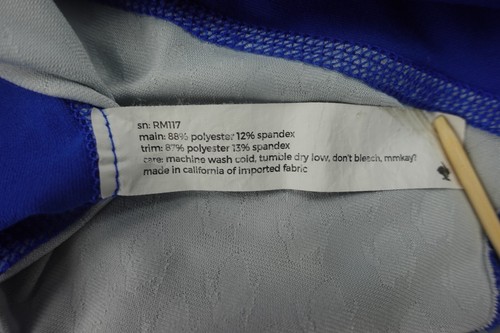 sn: RM117
main: 88% polyester 12% spandex
trim: 87% polyester 13% spandex
care: machine wash cold, tumble dry low, don't bleach, mmkay?
made in california of imported fabric